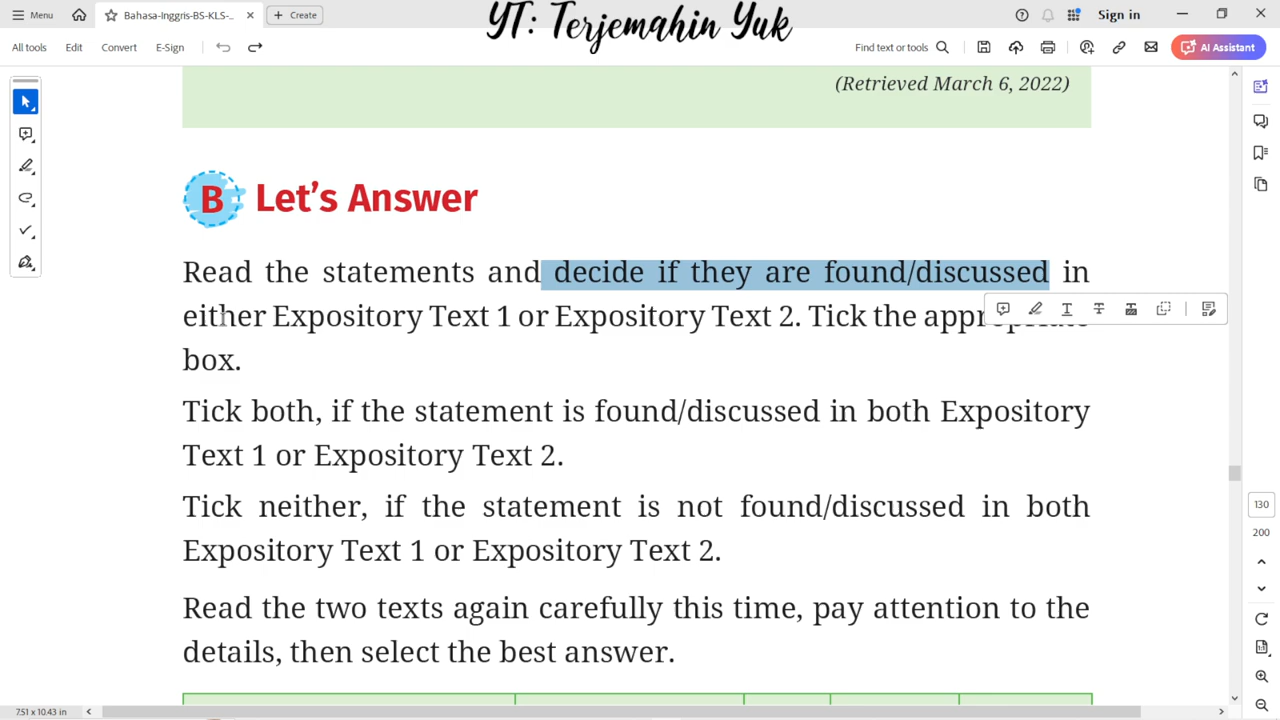 Menu
Bahasa-Inggris-BS-KLS-...
Create
YT: Terjemahin Yuk
Sign in
All tools
Edit
Convert
E-Sign
Find text or tools
AI Assistant
(Retrieved March 6, 2022)
B Let's Answer
Read the statements and decide if they are found/discussed in
either Expository Text 1 or Expository Text 2. Tick the appropriate
box.
Tick both, if the statement is found/discussed in both Expository
Text 1 or Expository Text 2.
Tick neither, if the statement is not found/discussed in both
Expository Text 1 or Expository Text 2.
Read the two texts again carefully this time, pay attention to the
details, then select the best answer.
130
200
7.51 x 10.43 in